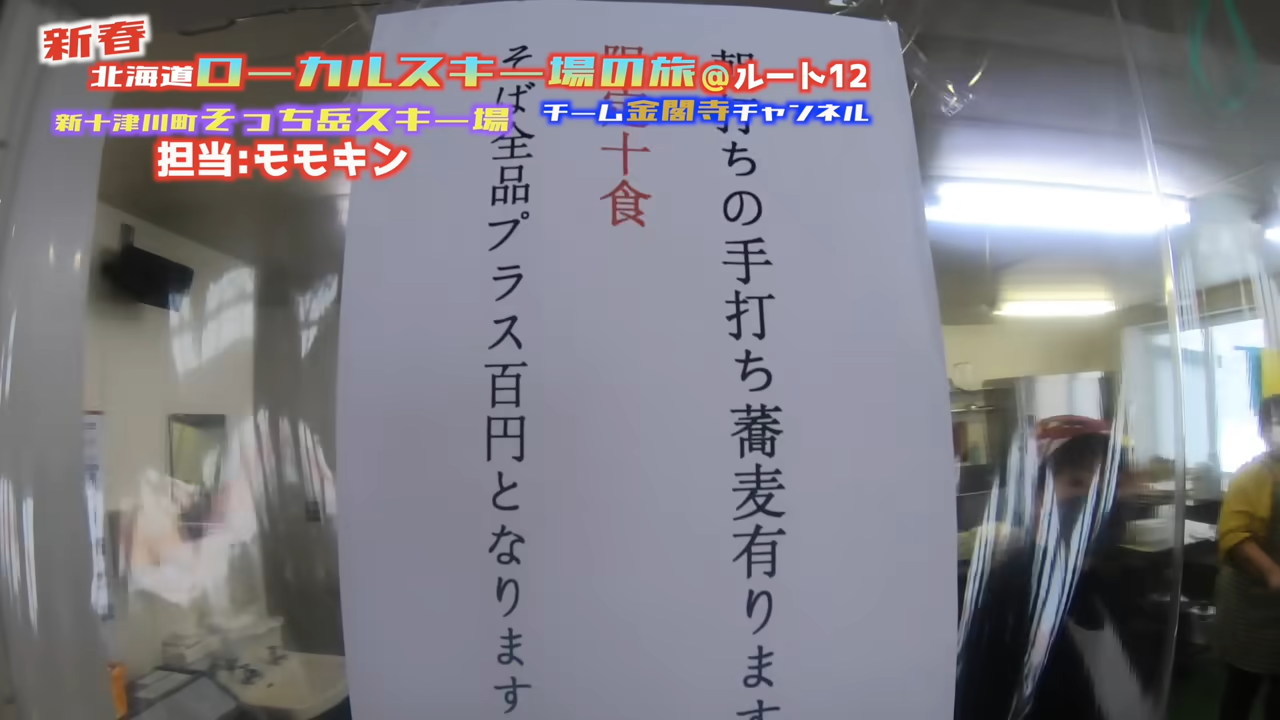 新春
北海道ローカルスキー場の旅@ルート12
新十津川町そっち岳スキー場
チーム金閣寺チャンネル
担当:モモキン
朝打ちの手打ち蕎麦有ります
限定十食
そば全品プラス百円となります